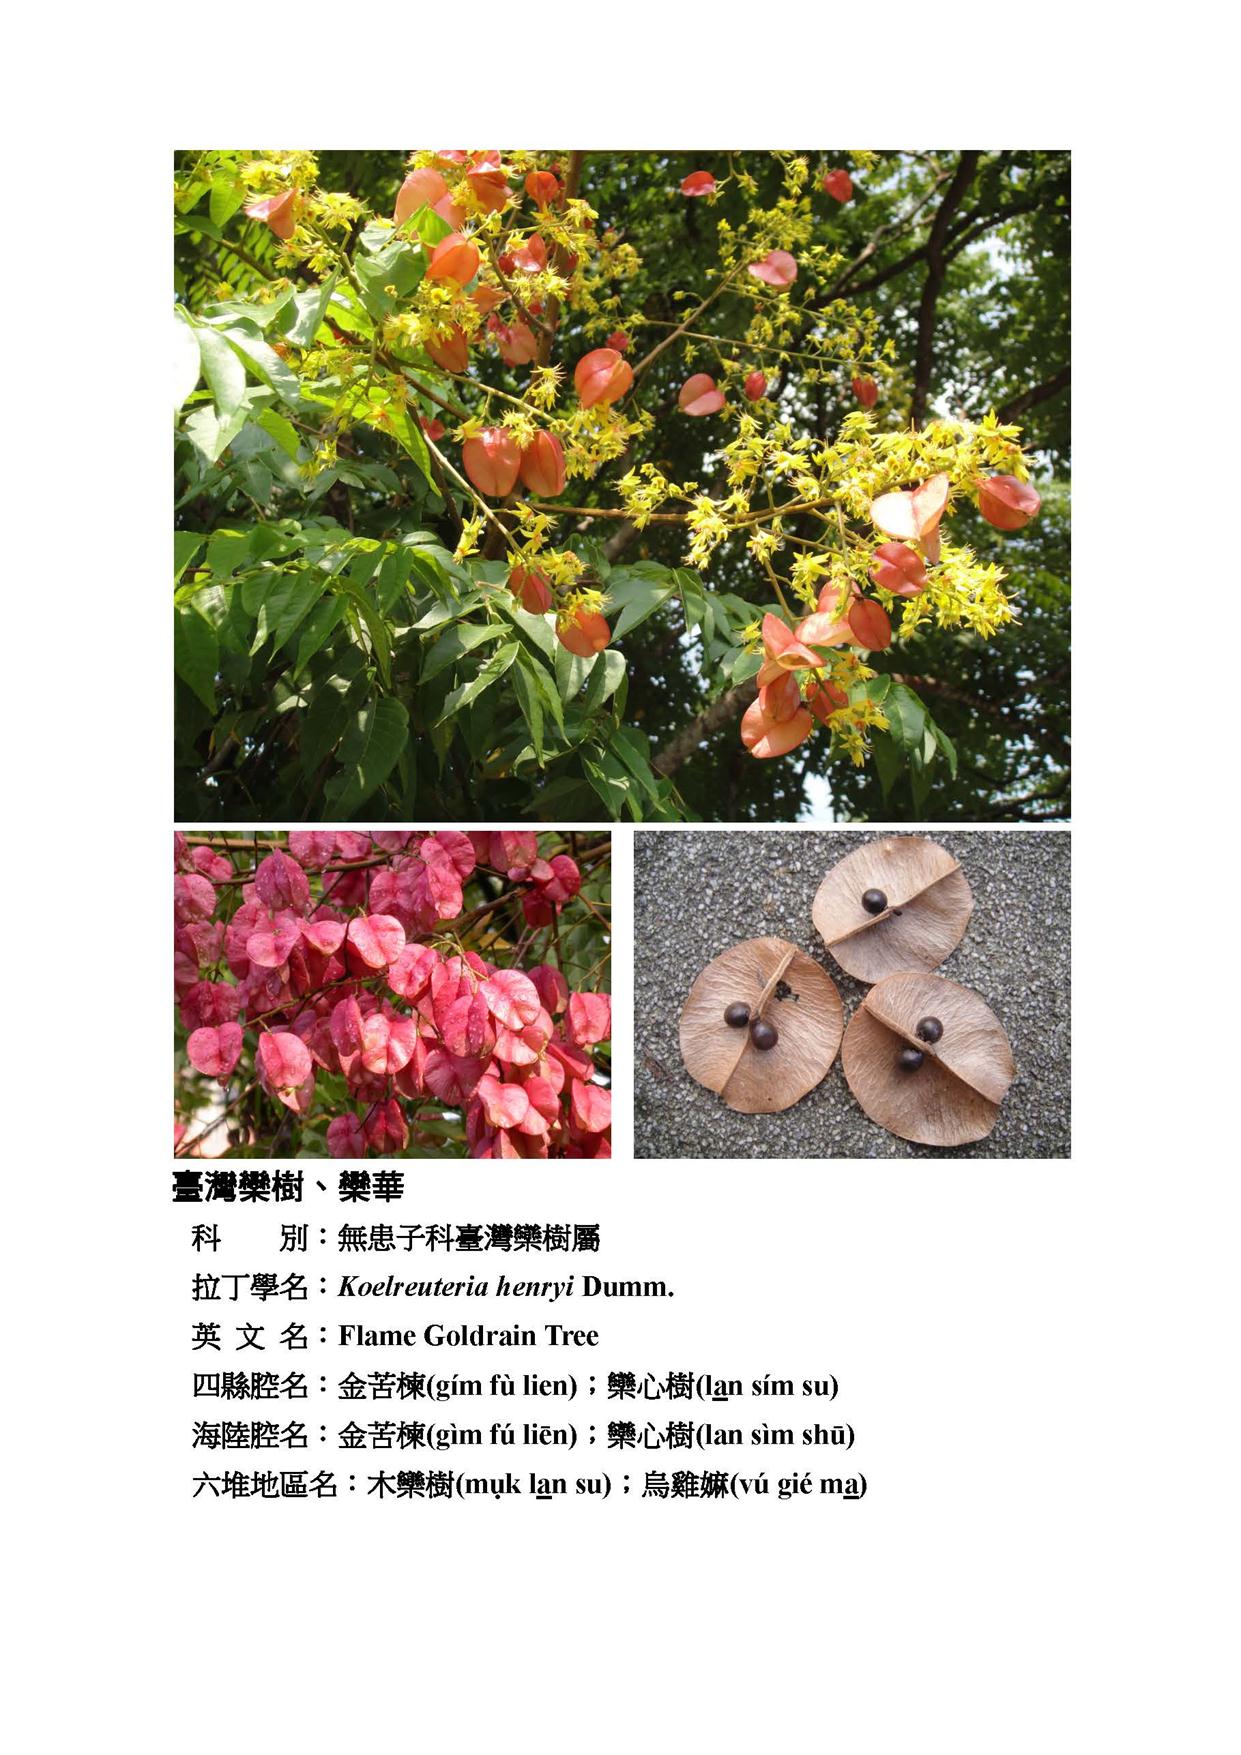 臺灣欒樹、欒華
科　　別：無患子科臺灣欒樹屬
拉丁學名：Koelreuteria henryi Dumm.
英 文 名：Flame Goldrain Tree
四縣腔名：金苦楝(gím fù lien)；欒心樹(la̲n sím su)
海陸腔名：金苦楝(gìm fú liēn)；欒心樹(lan sìm shū)
六堆地區名：木欒樹(mụk la̲n su)；烏雞嫲(vú gié ma̲)